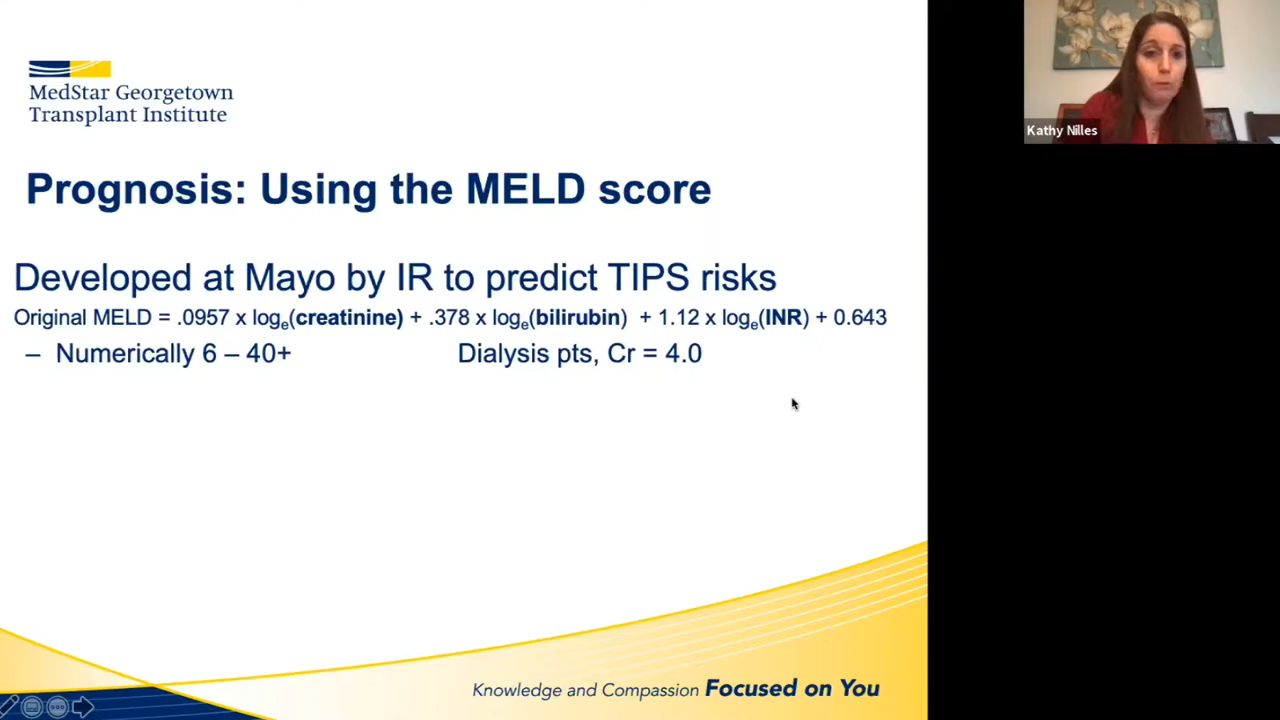 MedStar Georgetown
Transplant Institute
Kathy Nilles
Prognosis: Using the MELD score
Developed at Mayo by IR to predict TIPS risks
Original MELD = .0957 x logₑ(creatinine) + .378 x logₑ(bilirubin) + 1.12 x logₑ(INR) + 0.643
– Numerically 6 – 40+ Dialysis pts, Cr = 4.0
Knowledge and Compassion Focused on You